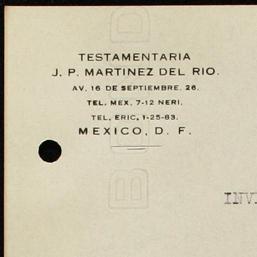 TESTAMENTARIA
J. P. MARTINEZ DEL RIO.
AV. 16 DE SEPTIEMBRE, 26.
TEL. MEX. 7-12 NERI.
TEL. ERIC. 1-25-83.
MEXICO, D. F.